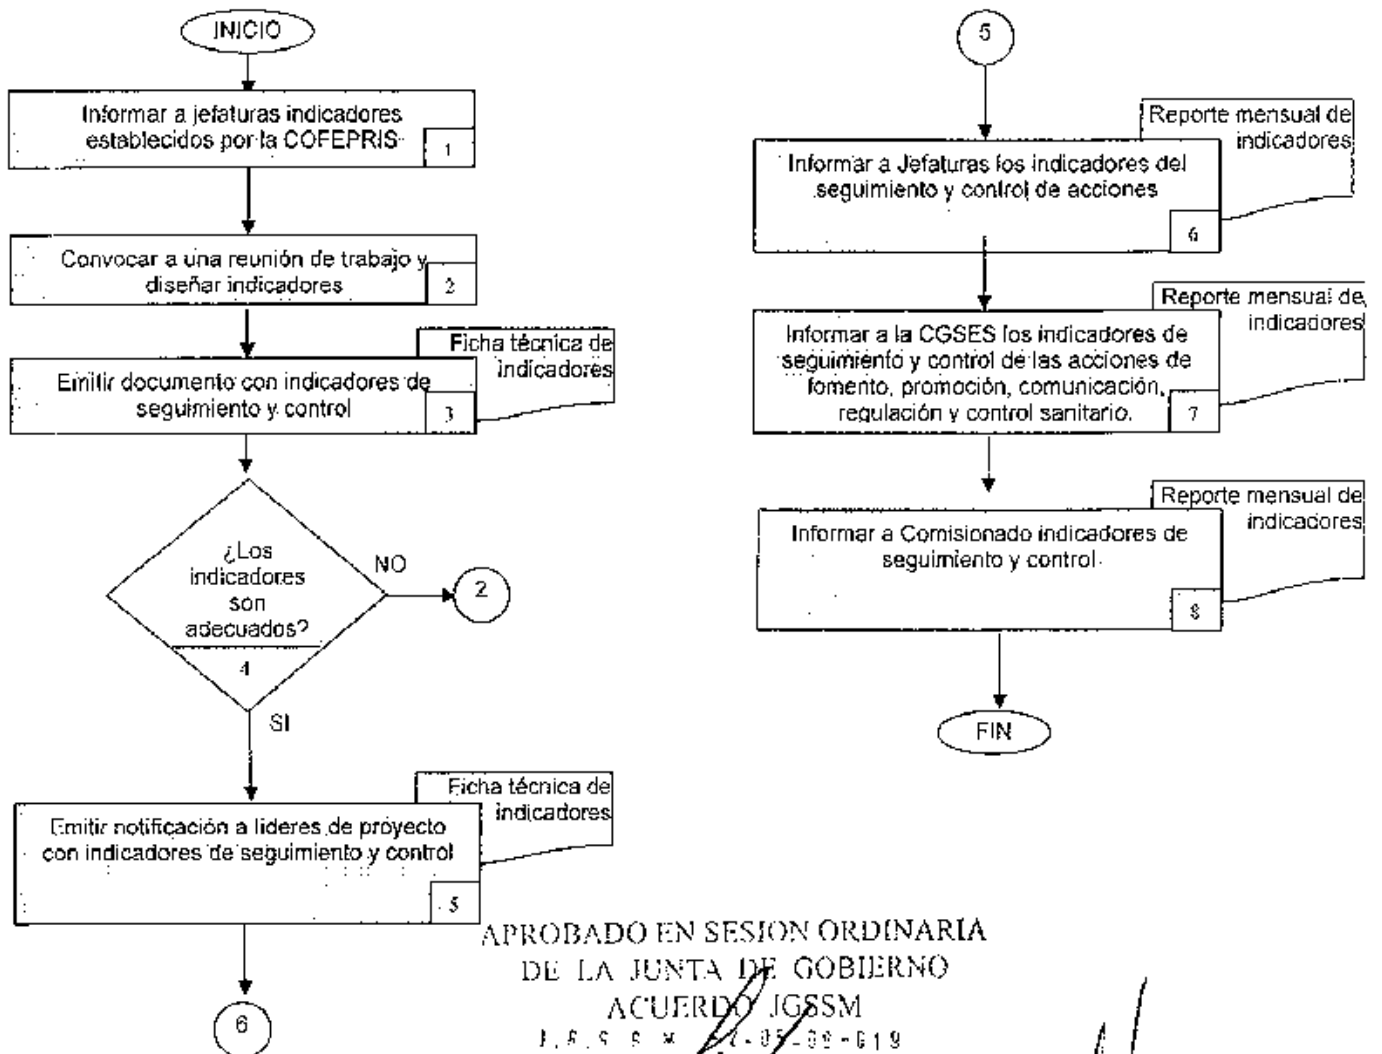 INICIO
Informar a jefaturas indicadores
establecidos por la COFEPRIS
1
Convocar a una reunión de trabajo y
diseñar indicadores
2
Ficha técnica de
indicadores
Emitir documento con indicadores de
seguimiento y control
3
¿Los
indicadores
son
adecuados?
4
NO
2
SI
Ficha técnica de
indicadores
Emitir notificación a lideres de proyecto
con indicadores de seguimiento y control
5
6
5
Reporte mensual de
indicadores
Informar a Jefaturas los indicadores del
seguimiento y control de acciones
6
Reporte mensual de
indicadores
Informar a la CGSES los indicadores de
seguimiento y control de las acciones de
fomento, promoción, comunicación,
regulación y control sanitario.
7
Reporte mensual de
indicadores
Informar a Comisionado indicadores de
seguimiento y control
8
FIN
APROBADO EN SESION ORDINARIA
DE LA JUNTA DE GOBIERNO
ACUERDO JGSSM